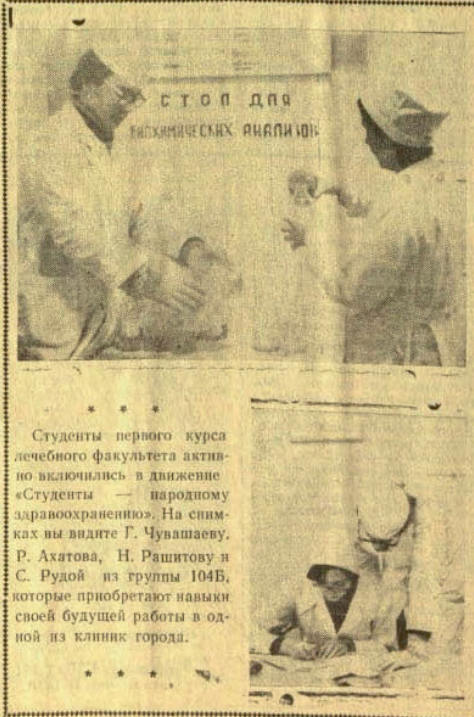 СТОЛ ДЛЯ
БИОХИМИЧЕСКИХ АНАЛИЗОВ
* * *
Студенты первого курса
лечебного факультета актив-
но включились в движение
«Студенты — народному
здравоохранению». На сним-
ках вы видите Г. Чувашаеву,
Р. Ахатова, Н. Рашитову и
С. Рудой из группы 104Б,
которые приобретают навыки
своей будущей работы в од-
ной из клиник города.
* * * *